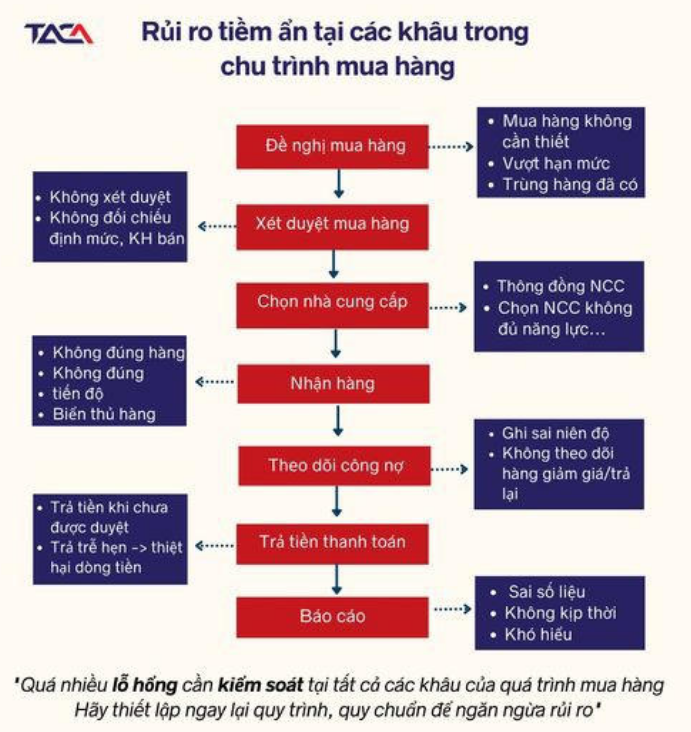 TACA
Rủi ro tiềm ẩn tại các khâu trong
chu trình mua hàng
Đề nghị mua hàng
• Mua hàng không
cần thiết
• Vượt hạn mức
• Trùng hàng đã có
• Không xét duyệt
• Không đối chiếu
định mức, KH bán
Xét duyệt mua hàng
Chọn nhà cung cấp
• Thông đồng NCC
• Chọn NCC không
đủ năng lực...
• Không đúng hàng
• Không đúng
• tiến độ
• Biển thủ hàng
Nhận hàng
Theo dõi công nợ
• Ghi sai niên độ
• Không theo dõi
hàng giảm giá/trả
lại
• Trả tiền khi chưa
được duyệt
• Trả trễ hẹn -> thiệt
hại dòng tiền
Trả tiền thanh toán
Báo cáo
• Sai số liệu
• Không kịp thời
• Khó hiểu
"Quá nhiều lỗ hổng cần kiểm soát tại tất cả các khâu của quá trình mua hàng
Hãy thiết lập ngay lại quy trình, quy chuẩn để ngăn ngừa rủi ro"